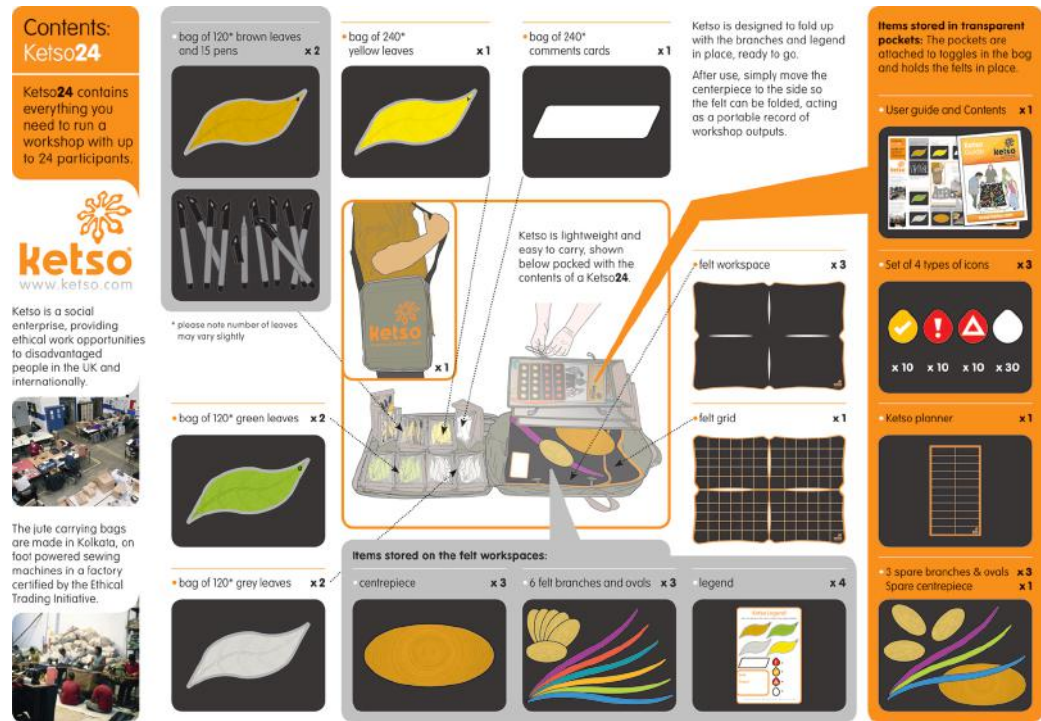 Contents:
Ketso24
Ketso24 contains
everything you
need to run a
workshop with up
to 24 participants.
ketso
www.ketso.com
Ketso is a social
enterprise, providing
ethical work opportunities
to disadvantaged
people in the UK and
internationally.
The jute carrying bags
are made in Kolkata, on
foot powered sewing
machines in a factory
certified by the Ethical
Trading Initiative.
bag of 120* brown leaves
and 15 pens x 2
* please note number of leaves
may vary slightly
bag of 240*
yellow leaves x 1
bag of 240*
comments cards x 1
Ketso is designed to fold up
with the branches and legend
in place, ready to go.
After use, simply move the
centerpiece to the side so
the felt can be folded, acting
as a portable record of
workshop outputs.
ketso
x 1
Ketso is lightweight and
easy to carry, shown
below packed with the
contents of a Ketso24.
felt workspace x 3
felt grid x 1
bag of 120* green leaves x 2
bag of 120* grey leaves x 2
Items stored on the felt workspaces:
centrepiece x 3
6 felt branches and ovals x 3
legend x 4
Items stored in transparent
pockets: The pockets are
attached to toggles in the bag
and holds the felts in place.
User guide and Contents x 1
ketso
Set of 4 types of icons x 3
x 10 x 10 x 10 x 30
Ketso planner x 1
3 spare branches & ovals x 3
Spare centrepiece x 1